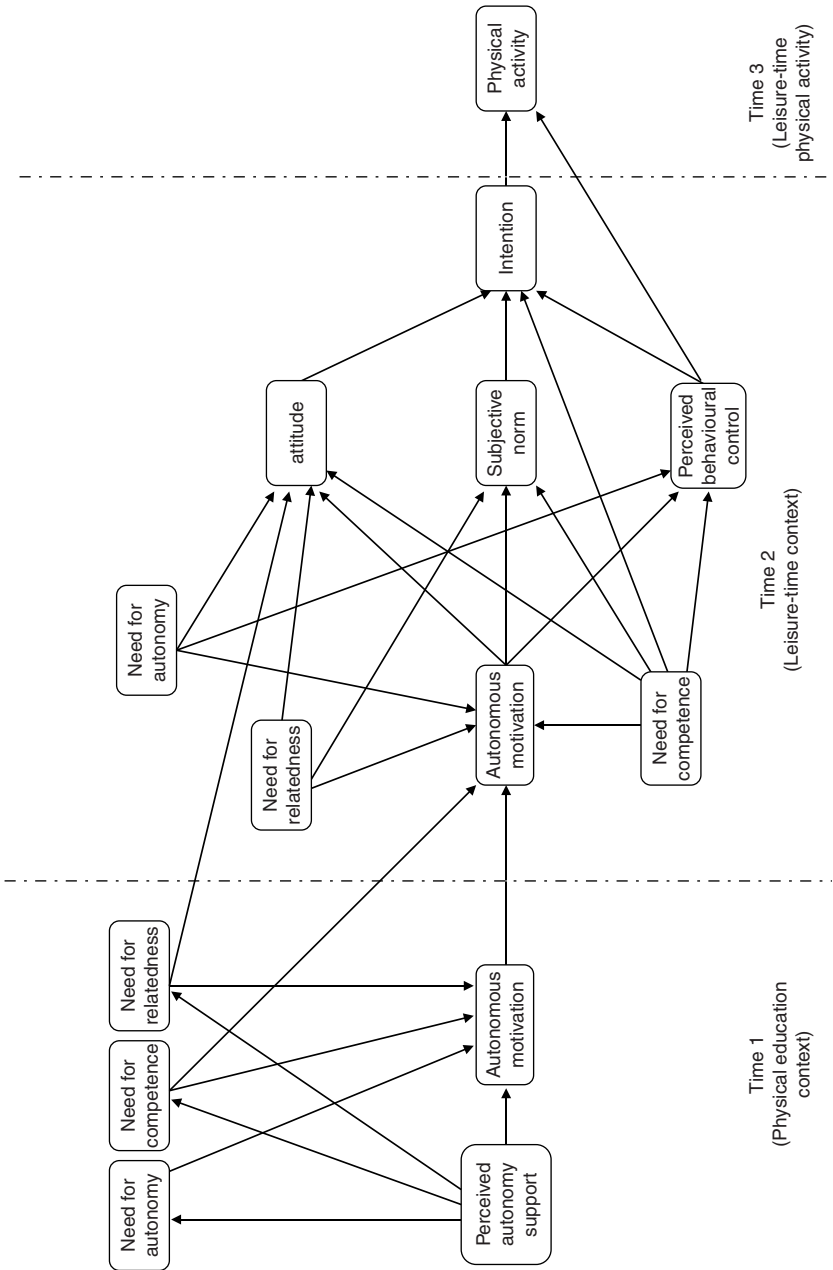 Need for
autonomy
Need for
competence
Need for
relatedness
Perceived
autonomy
support
Autonomous
motivation
Time 1
(Physical education
context)
Need for
autonomy
Need for
relatedness
Autonomous
motivation
Need for
competence
attitude
Subjective
norm
Perceived
behavioural
control
Intention
Time 2
(Leisure-time context)
Physical
activity
Time 3
(Leisure-time
physical activity)